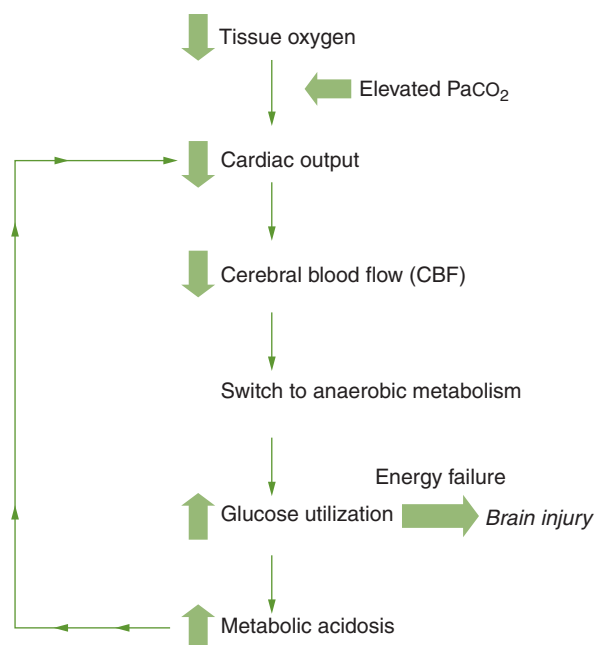 Tissue oxygen
Elevated PaCO₂
Cardiac output
Cerebral blood flow (CBF)
Switch to anaerobic metabolism
Energy failure
Glucose utilization
Brain injury
Metabolic acidosis